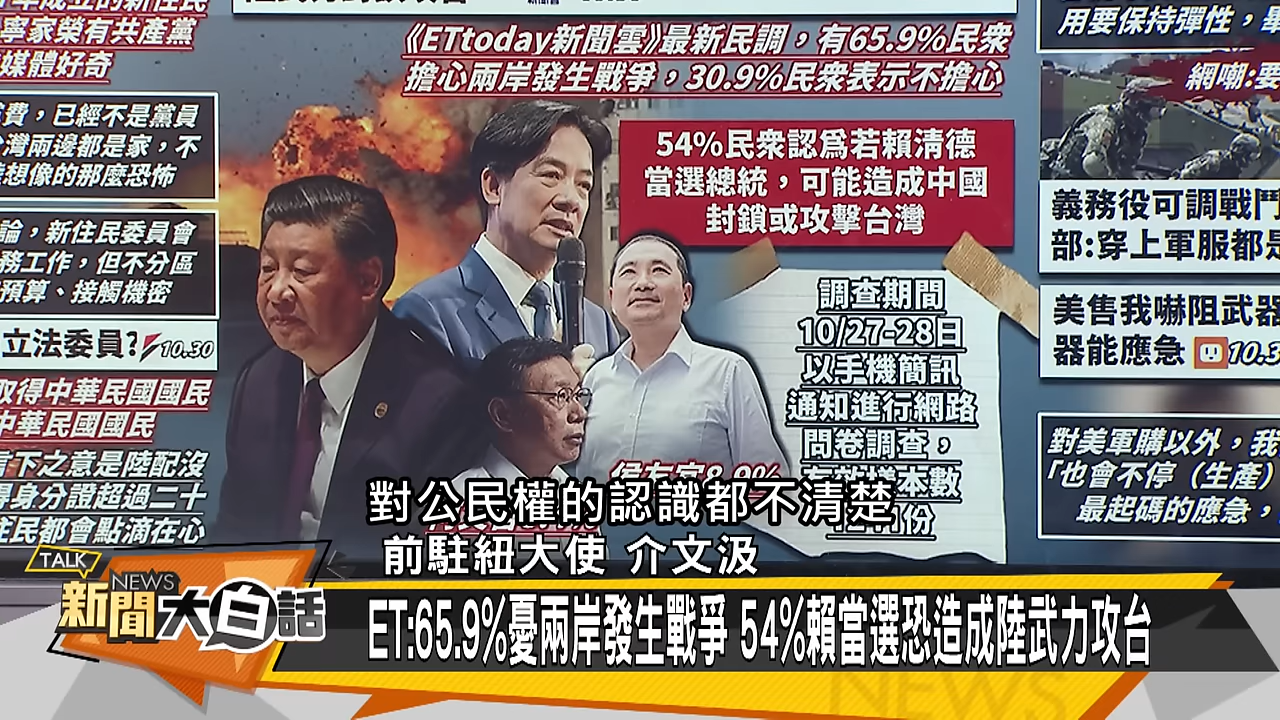 寧家榮有共產黨
媒體好奇
費，已經不是黨員
灣兩邊都是家，不
想像的那麼恐怖
論，新住民委員會
務工作，但不分區
預算、接觸機密
立法委員? 10.30
取得中華民國國民
中華民國國民
言下之意是陸配沒
得身分證超過二十
住民都會點滴在心
《ETtoday新聞雲》最新民調，有65.9%民眾
擔心兩岸發生戰爭，30.9%民眾表示不擔心
54%民眾認為若賴清德
當選總統，可能造成中國
封鎖或攻擊台灣
調查期間
10/27-28日
以手機簡訊
通知進行網路
問卷調查，
有效樣本數
份
侯友宜8.9%
用要保持彈性，
網嘲:要
義務役可調戰鬥
部:穿上軍服都是
美售我嚇阻武器
器能應急 10.3
對美軍購以外，我
「也會不停（生產）
最起碼的應急，
對公民權的認識都不清楚
前駐紐大使 介文汲
TALK
NEWS
新聞大白話
ET:65.9%憂兩岸發生戰爭 54%賴當選恐造成陸武力攻台
NEWS